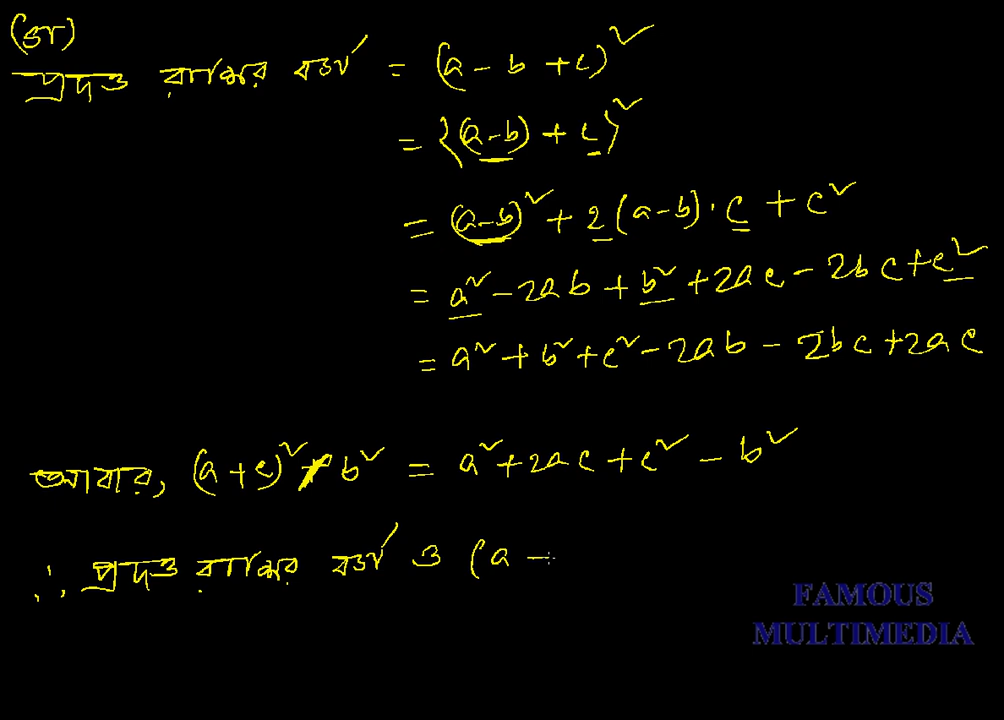 (ঙা)
প্রদত্ত রাশির বর্গ = (a - b + c)²
= {(a-b) + c}²
= (a-b)² + 2(a-b)·c + c²
= a² - 2ab + b² + 2ac - 2bc + c²
= a² + b² + c² - 2ab - 2bc + 2ac
আবার, (a+c)² - b² = a² + 2ac + c² - b²
∴ প্রদত্ত রাশির বর্গ ও (a -
FAMOUS
MULTIMEDIA